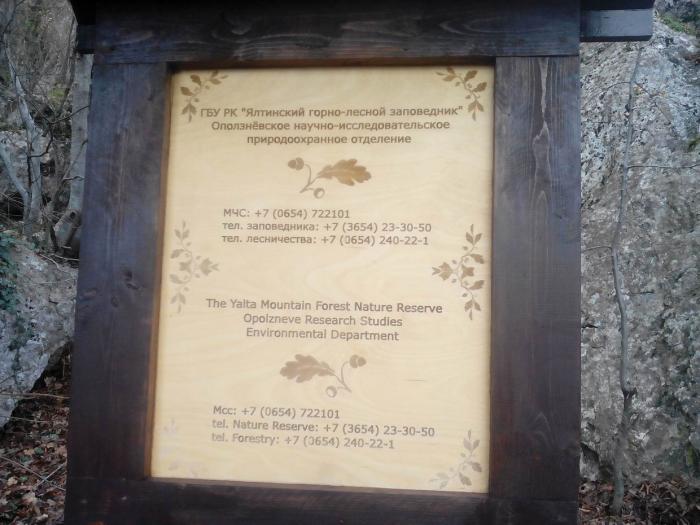 ГБУ РК "Ялтинский горно-лесной заповедник"
Оползнёвское научно-исследовательское
природоохранное отделение
МЧС: +7 (0654) 722101
тел. заповедника: +7 (3654) 23-30-50
тел. лесничества: +7 (0654) 240-22-1
The Yalta Mountain Forest Nature Reserve
Opolzneve Research Studies
Environmental Department
Mcc: +7 (0654) 722101
tel. Nature Reserve: +7 (3654) 23-30-50
tel. Forestry: +7 (0654) 240-22-1